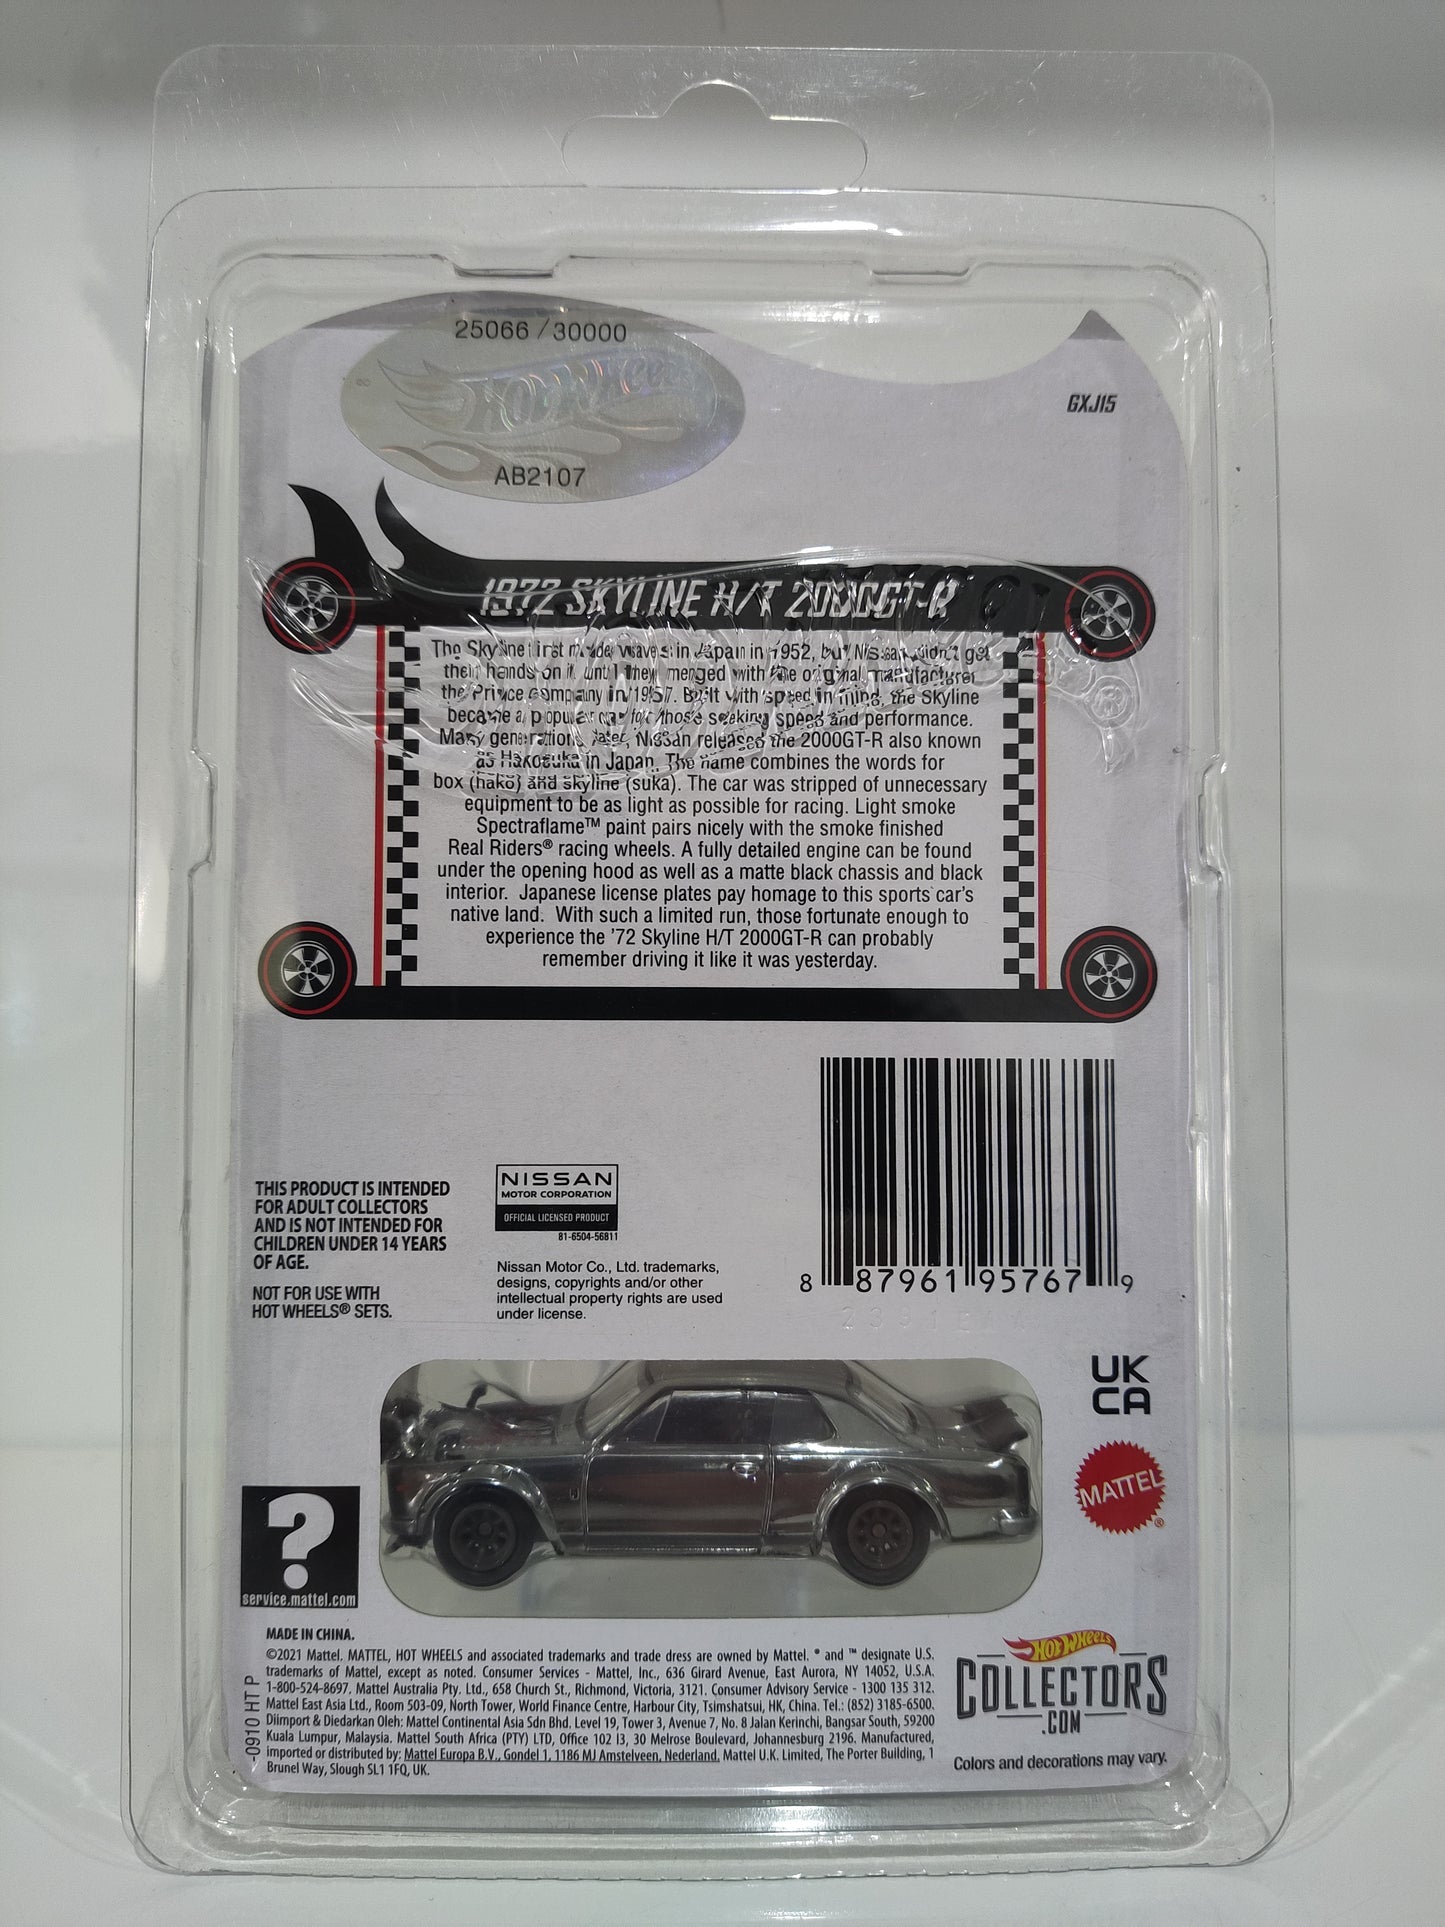 25066 / 30000
Hot Wheels
AB2107
GXJ15
1972 SKYLINE H/T 2000GT-R
The Skyline first made waves in Japan in 1952, but Nissan didn't get
their hands on it until they merged with the original manufacturer
the Prince Company in 1957. Built with speed in mind, the Skyline
became a popular car for those seeking speed and performance.
Many generations later, Nissan released the 2000GT-R also known
as Hakosuka in Japan. The name combines the words for
box (hako) and skyline (suka). The car was stripped of unnecessary
equipment to be as light as possible for racing. Light smoke
Spectraflame™ paint pairs nicely with the smoke finished
Real Riders® racing wheels. A fully detailed engine can be found
under the opening hood as well as a matte black chassis and black
interior. Japanese license plates pay homage to this sports car's
native land. With such a limited run, those fortunate enough to
experience the '72 Skyline H/T 2000GT-R can probably
remember driving it like it was yesterday.
THIS PRODUCT IS INTENDED
FOR ADULT COLLECTORS
AND IS NOT INTENDED FOR
CHILDREN UNDER 14 YEARS
OF AGE.
NOT FOR USE WITH
HOT WHEELS® SETS.
NISSAN
MOTOR CORPORATION
OFFICIAL LICENSED PRODUCT
81-6504-56811
Nissan Motor Co., Ltd. trademarks,
designs, copyrights and/or other
intellectual property rights are used
under license.
8 87961 95767 9
UK
CA
MATTEL
®
?
service.mattel.com
MADE IN CHINA.
©2021 Mattel. MATTEL, HOT WHEELS and associated trademarks and trade dress are owned by Mattel. ® and ™ designate U.S.
trademarks of Mattel, except as noted. Consumer Services - Mattel, Inc., 636 Girard Avenue, East Aurora, NY 14052, U.S.A.
1-800-524-8697. Mattel Australia Pty. Ltd., 658 Church St., Richmond, Victoria, 3121. Consumer Advisory Service - 1300 135 312.
Mattel East Asia Ltd., Room 503-09, North Tower, World Finance Centre, Harbour City, Tsimshatsui, HK, China. Tel.: (852) 3185-6500.
Diimport & Diedarkan Oleh: Mattel Continental Asia Sdn Bhd. Level 19, Tower 3, Avenue 7, No. 8 Jalan Kerinchi, Bangsar South, 59200
Kuala Lumpur, Malaysia. Mattel South Africa (PTY) LTD, Office 102 I3, 30 Melrose Boulevard, Johannesburg 2196. Manufactured,
imported or distributed by: Mattel Europa B.V., Gondel 1, 1186 MJ Amstelveen, Nederland. Mattel U.K. Limited, The Porter Building, 1
Brunel Way, Slough SL1 1FQ, UK.
-0910 HT P
Hot Wheels
COLLECTORS
.COM
Colors and decorations may vary.